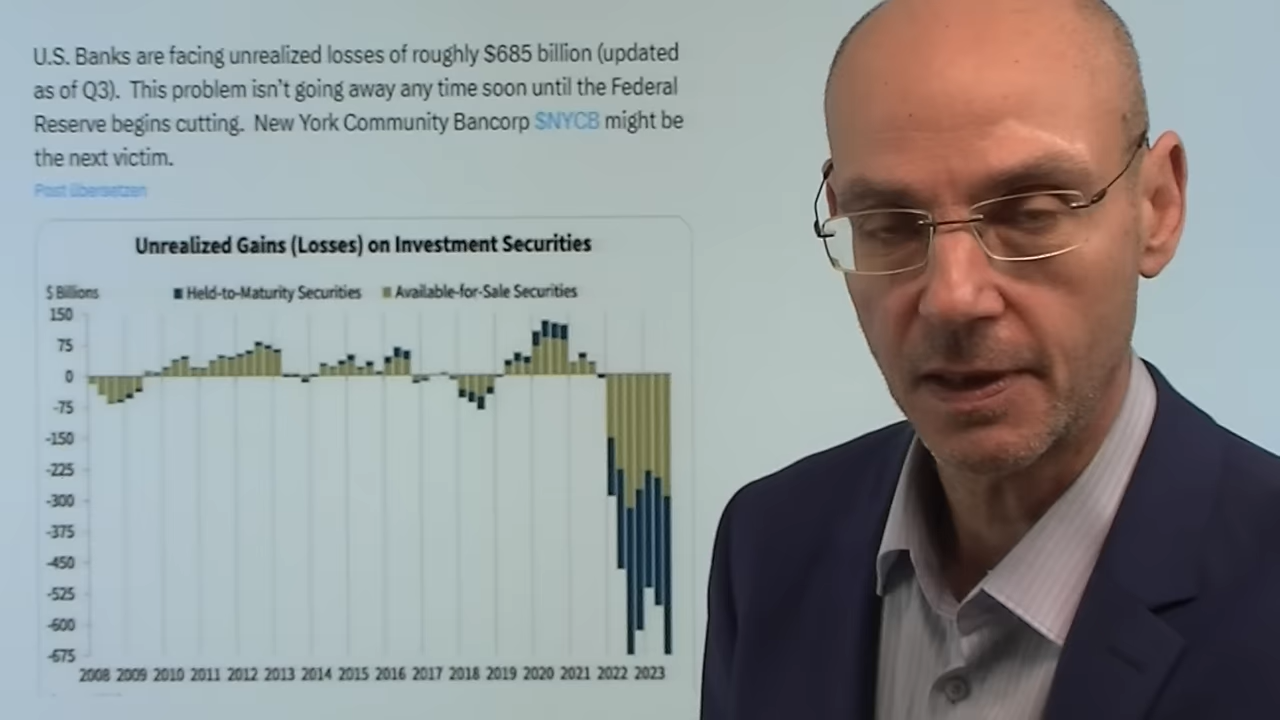 U.S. Banks are facing unrealized losses of roughly $685 billion (updated
as of Q3). This problem isn't going away any time soon until the Federal
Reserve begins cutting. New York Community Bancorp $NYCB might be
the next victim.
Post übersetzen
Unrealized Gains (Losses) on Investment Securities
$ Billions
Held-to-Maturity Securities
Available-for-Sale Securities
150
75
0
-75
-150
-225
-300
-375
-450
-525
-600
-675
2008 2009 2010 2011 2012 2013 2014 2015 2016 2017 2018 2019 2020 2021 2022 2023